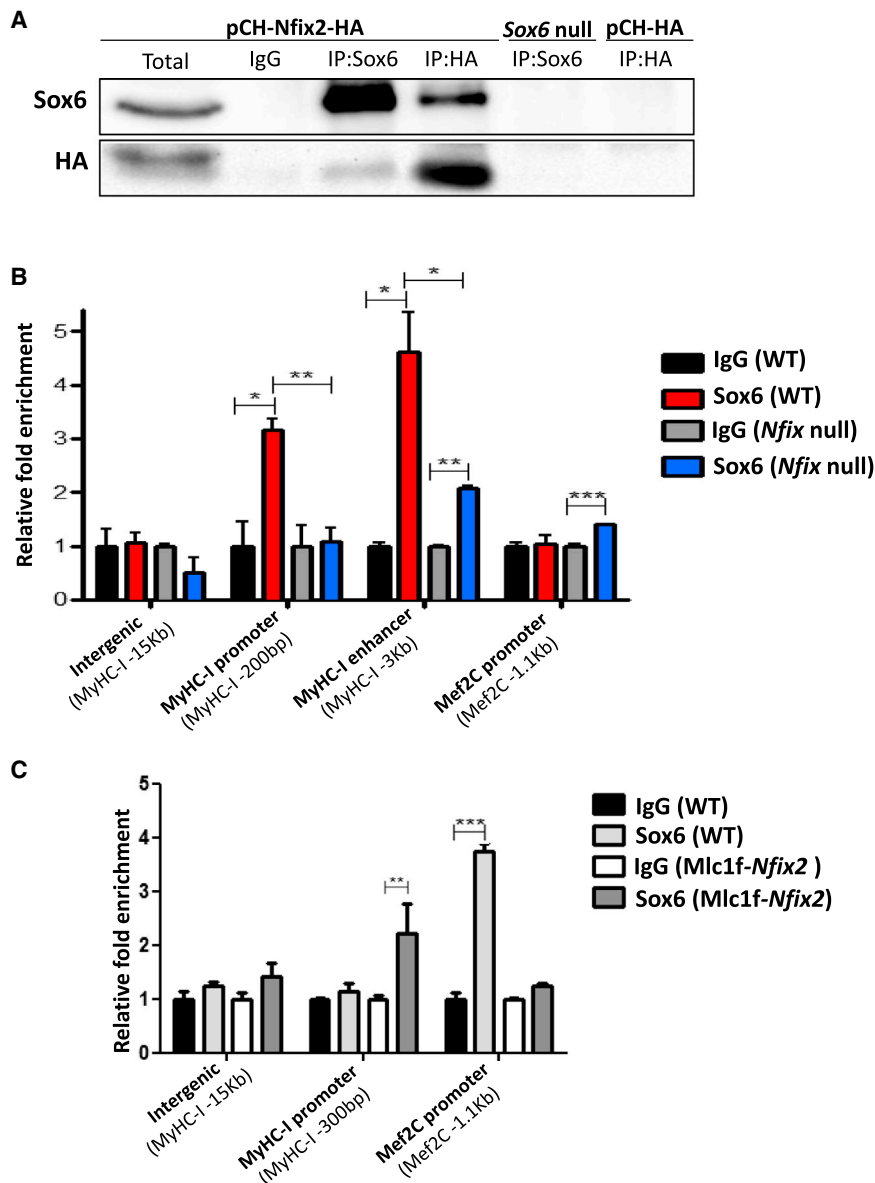 A
pCH-Nfix2-HA
Sox6 null
pCH-HA
Total
IgG
IP:Sox6
IP:HA
IP:Sox6
IP:HA
Sox6
HA
B
Relative fold enrichment
5
4
3
2
1
0
*
**
*
*
**
***
Intergenic
(MyHC-I -15Kb)
MyHC-I promoter
(MyHC-I -200bp)
MyHC-I enhancer
(MyHC-I -3Kb)
Mef2C promoter
(Mef2C -1.1Kb)
IgG (WT)
Sox6 (WT)
IgG (Nfix null)
Sox6 (Nfix null)
C
Relative fold enrichment
5
4
3
2
1
0
**
***
Intergenic
(MyHC-I -15Kb)
MyHC-I promoter
(MyHC-I -300bp)
Mef2C promoter
(Mef2C -1.1Kb)
IgG (WT)
Sox6 (WT)
IgG (Mlc1f-Nfix2 )
Sox6 (Mlc1f-Nfix2)